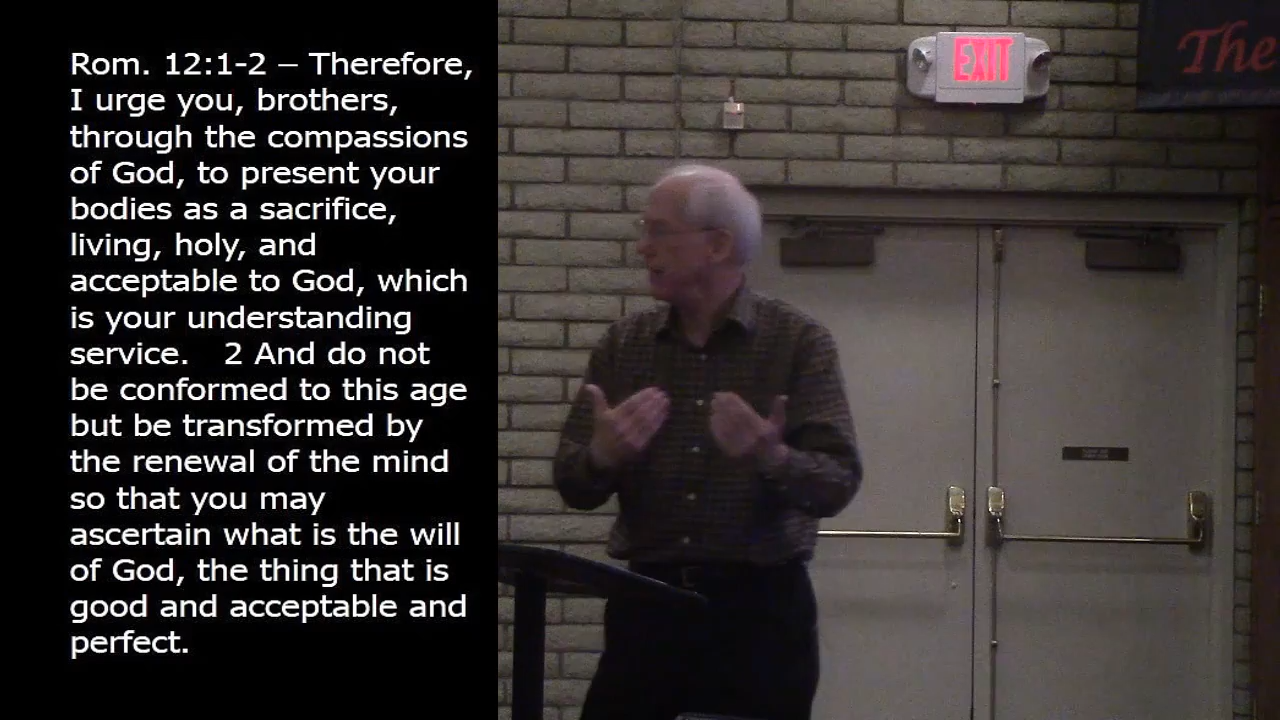 Rom. 12:1-2 – Therefore,
I urge you, brothers,
through the compassions
of God, to present your
bodies as a sacrifice,
living, holy, and
acceptable to God, which
is your understanding
service.   2 And do not
be conformed to this age
but be transformed by
the renewal of the mind
so that you may
ascertain what is the will
of God, the thing that is
good and acceptable and
perfect.
EXIT
The